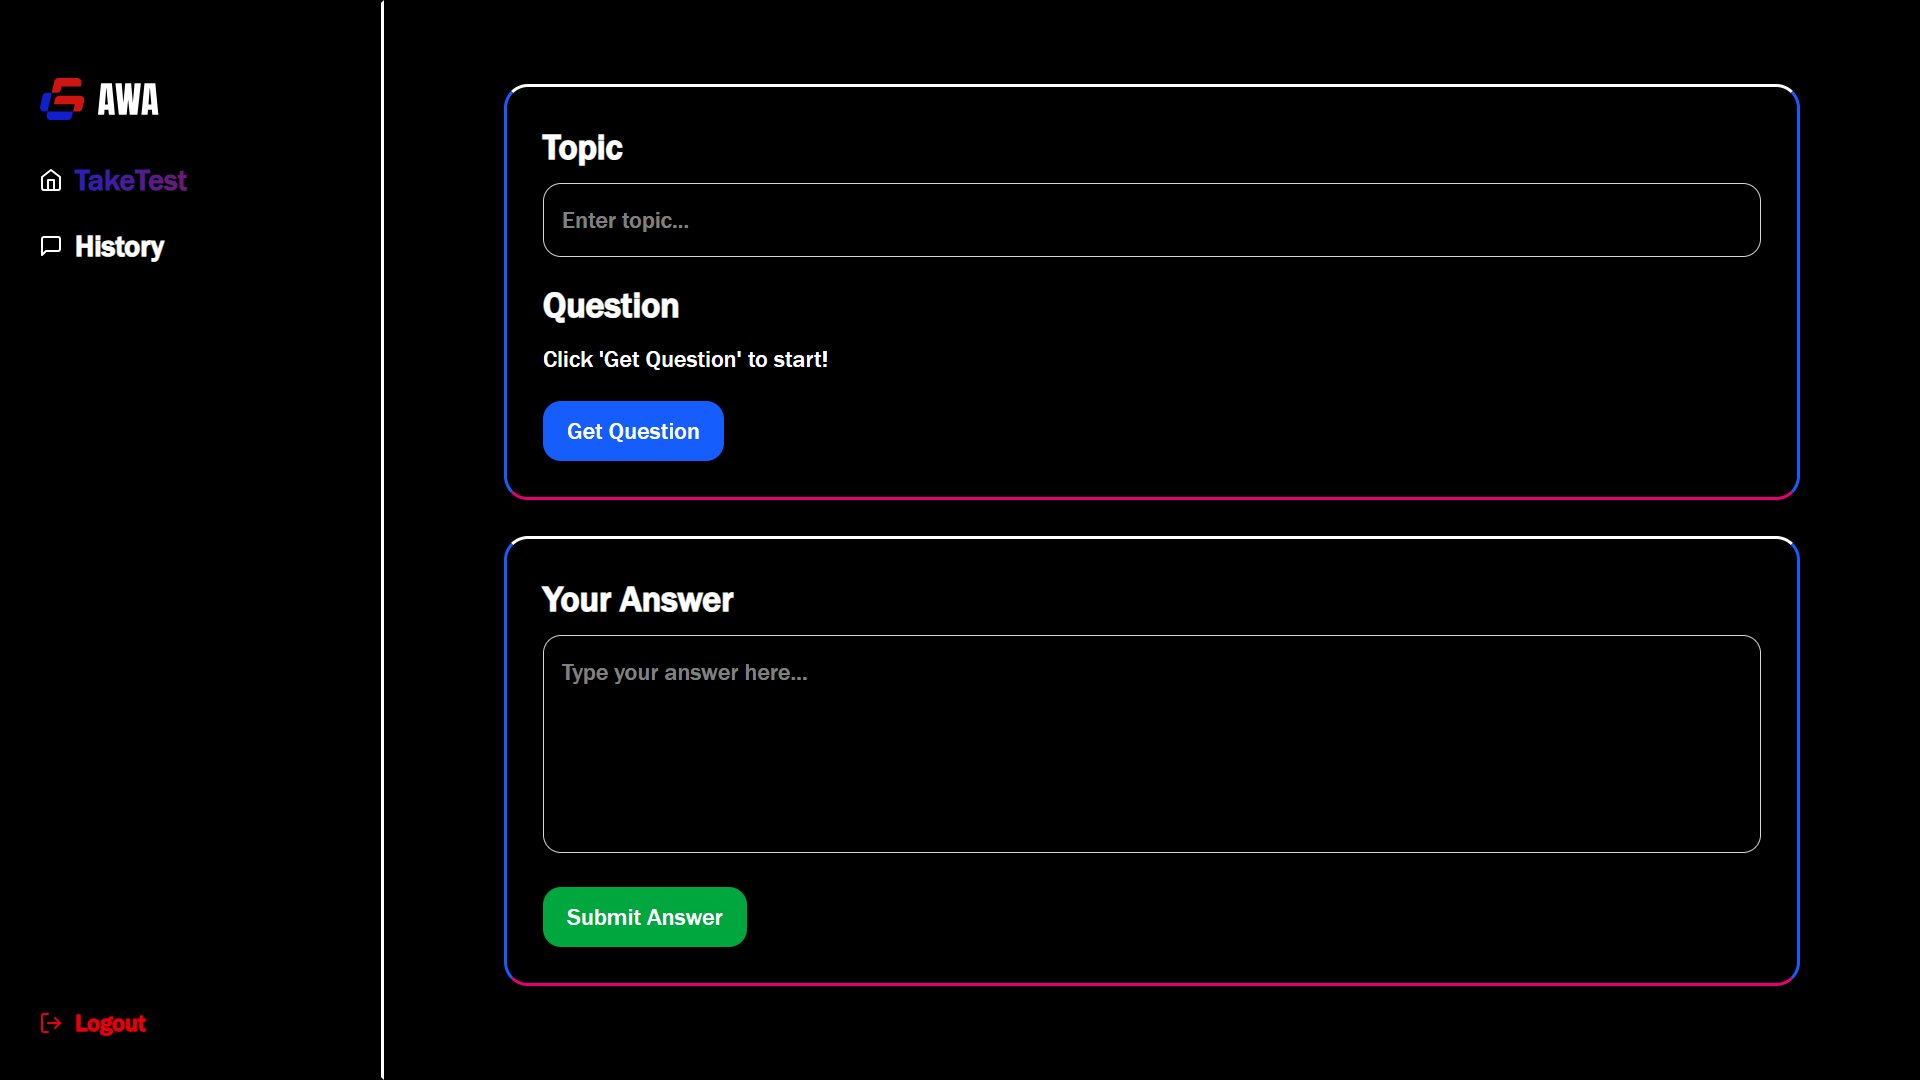 AWA
TakeTest
History
Logout
Topic
Enter topic...
Question
Click 'Get Question' to start!
Get Question
Your Answer
Type your answer here...
Submit Answer